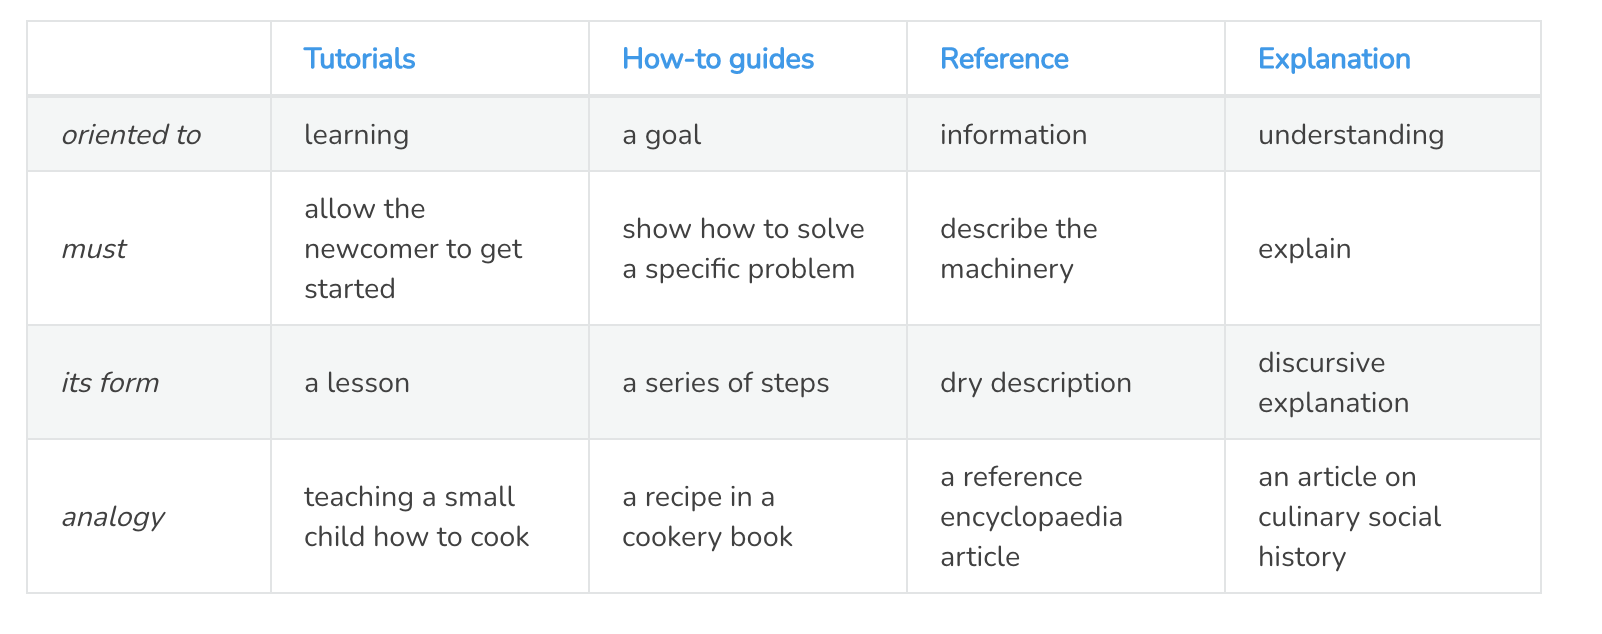 Tutorials How-to guides Reference Explanation
oriented to learning a goal information understanding
must
allow the
newcomer to get
started
show how to solve
a specific problem
describe the
machinery
explain
its form a lesson a series of steps dry description
discursive
explanation
analogy
teaching a small
child how to cook
a recipe in a
cookery book
a reference
encyclopaedia
article
an article on
culinary social
history